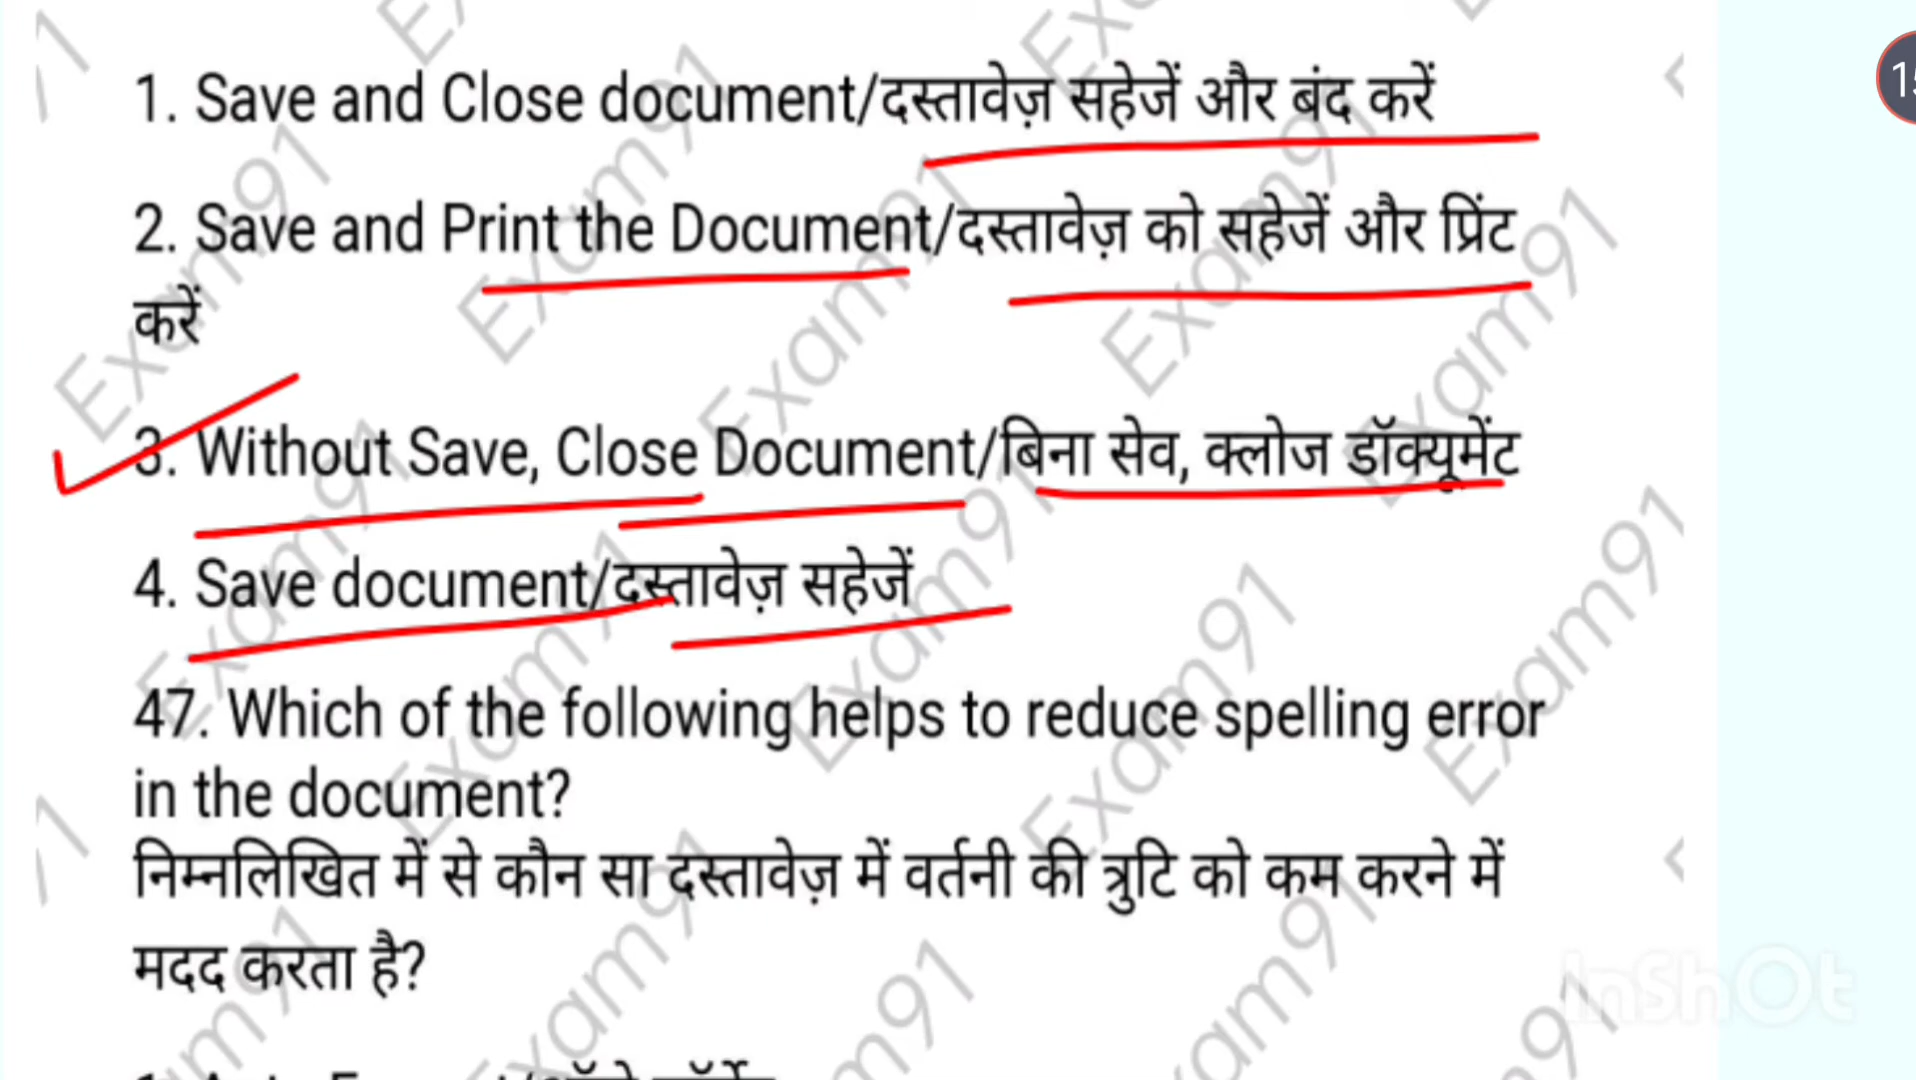 1. Save and Close document/दस्तावेज़ सहेजें और बंद करें
2. Save and Print the Document/दस्तावेज़ को सहेजें और प्रिंट
करें
3. Without Save, Close Document/बिना सेव, क्लोज डॉक्यूमेंट
4. Save document/दस्तावेज़ सहेजें
47. Which of the following helps to reduce spelling error
in the document?
निम्नलिखित में से कौन सा दस्तावेज़ में वर्तनी की त्रुटि को कम करने में
मदद करता है?
Exam91
InShOt